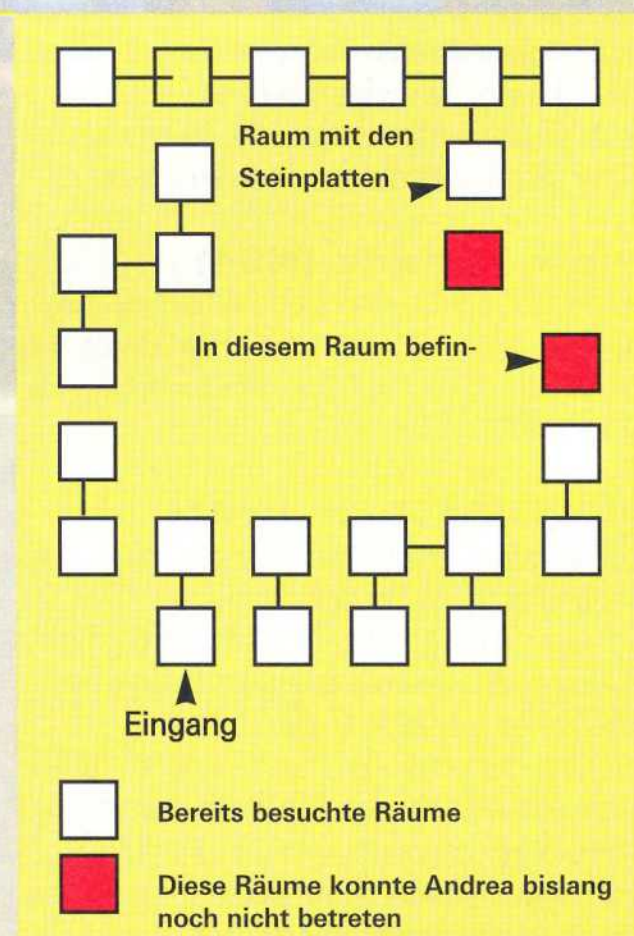 Raum mit den
Steinplatten
In diesem Raum befin-
Eingang
Bereits besuchte Räume
Diese Räume konnte Andrea bislang
noch nicht betreten